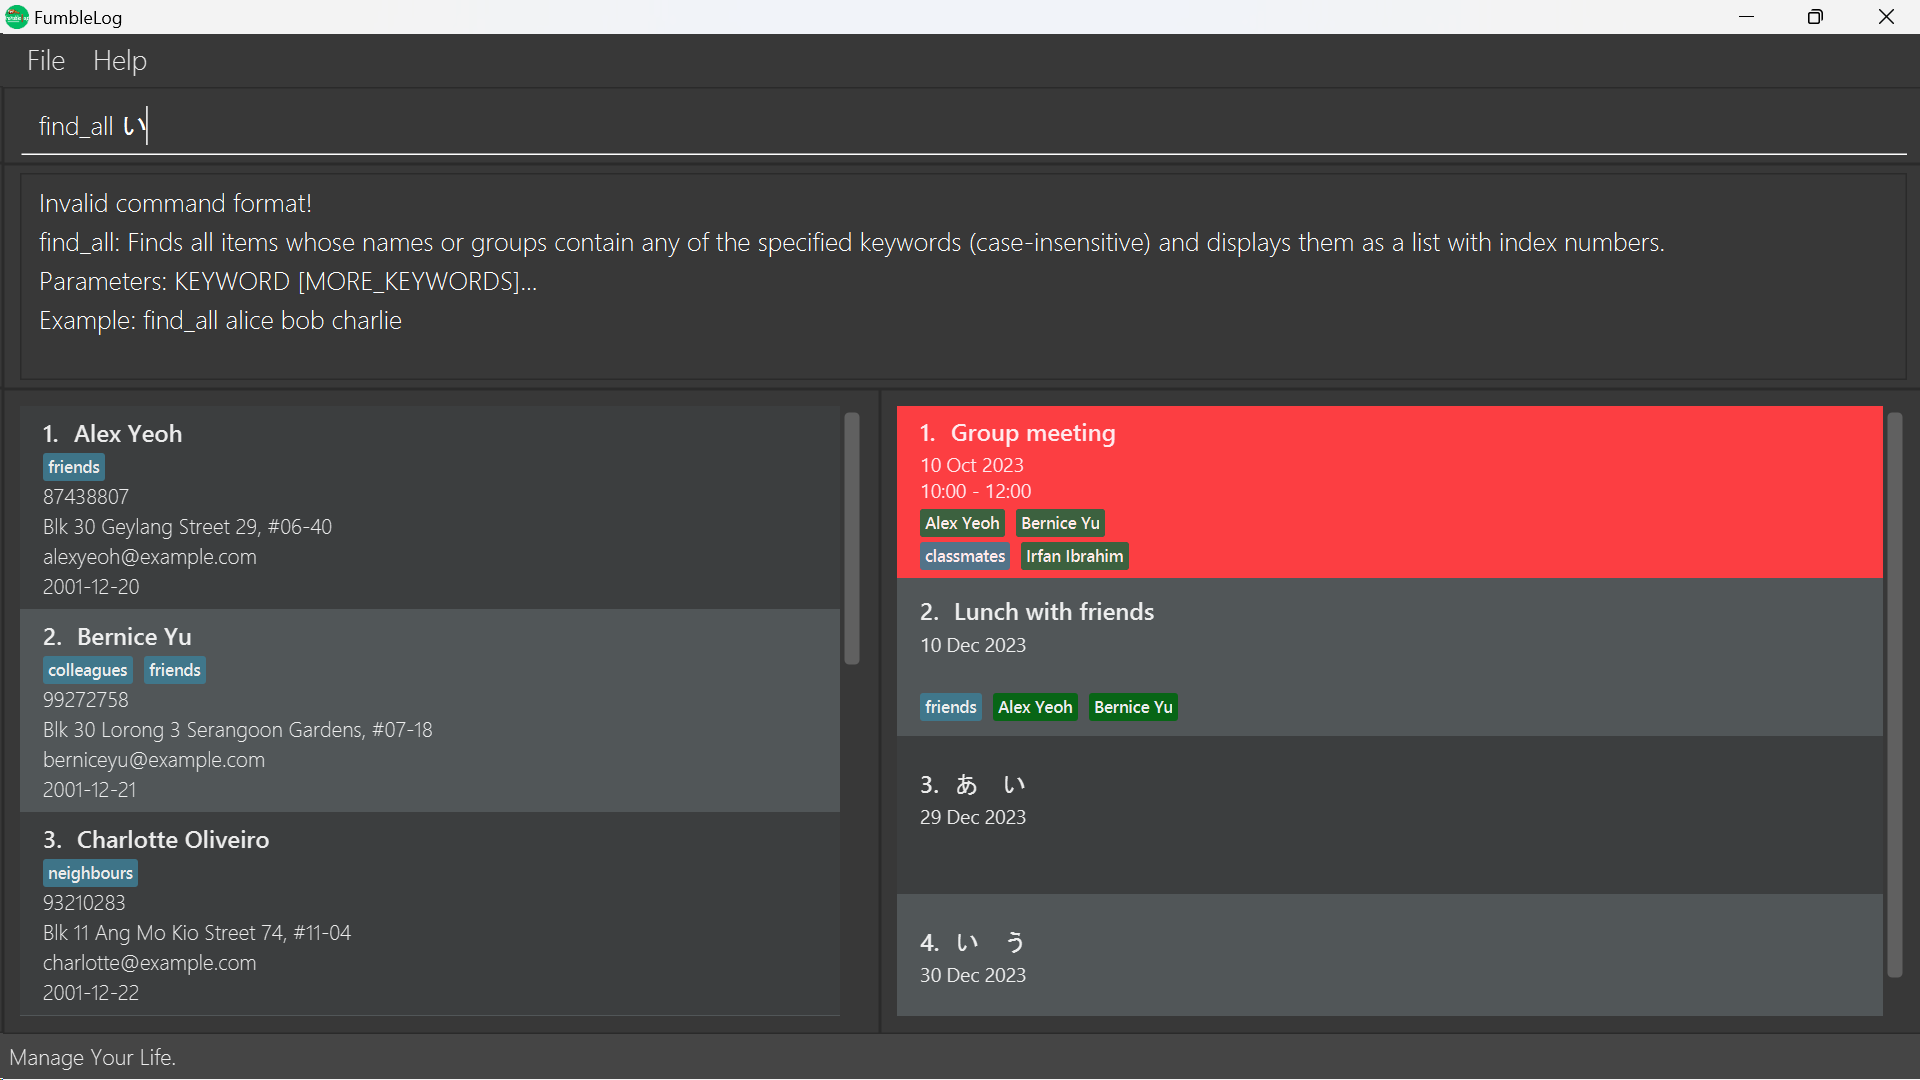 FumbleLog
File Help
find_all い
Invalid command format!
find_all: Finds all items whose names or groups contain any of the specified keywords (case-insensitive) and displays them as a list with index numbers.
Parameters: KEYWORD [MORE_KEYWORDS]...
Example: find_all alice bob charlie
1. Alex Yeoh
friends
87438807
Blk 30 Geylang Street 29, #06-40
alexyeoh@example.com
2001-12-20
2. Bernice Yu
colleagues friends
99272758
Blk 30 Lorong 3 Serangoon Gardens, #07-18
berniceyu@example.com
2001-12-21
3. Charlotte Oliveiro
neighbours
93210283
Blk 11 Ang Mo Kio Street 74, #11-04
charlotte@example.com
2001-12-22
1. Group meeting
10 Oct 2023
10:00 - 12:00
Alex Yeoh Bernice Yu
classmates Irfan Ibrahim
2. Lunch with friends
10 Dec 2023
friends Alex Yeoh Bernice Yu
3. あ　い
29 Dec 2023
4. い　う
30 Dec 2023
Manage Your Life.